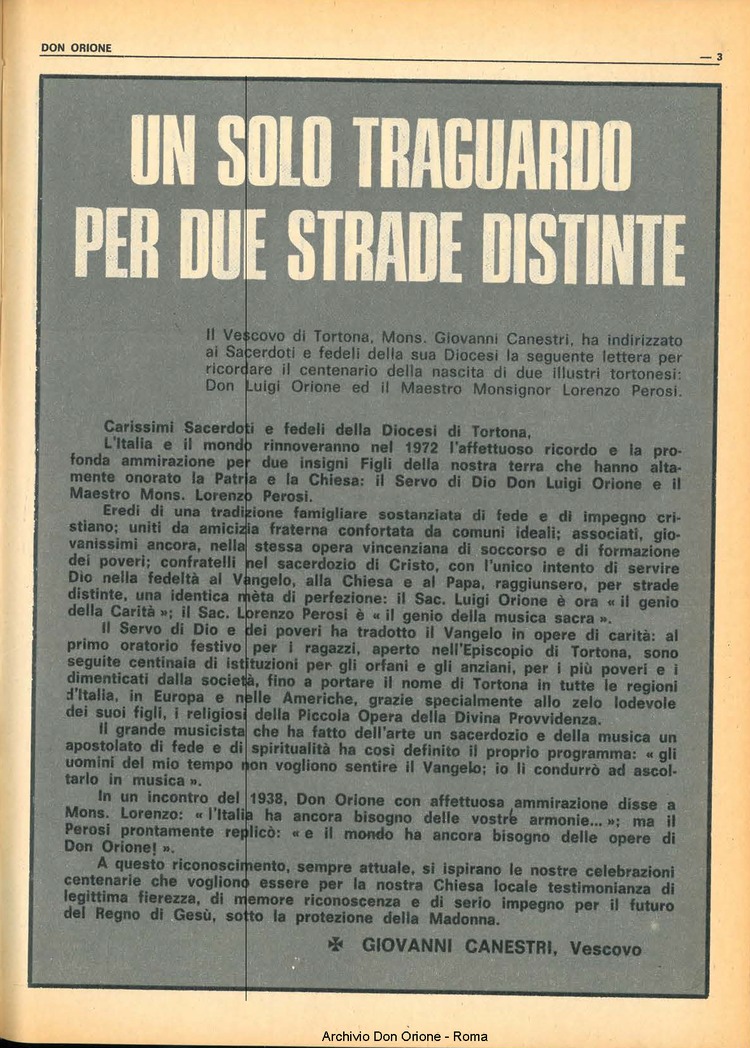 DON ORIONE
— 3
UN SOLO TRAGUARDO
PER DUE STRADE DISTINTE
Il Vescovo di Tortona, Mons. Giovanni Canestri, ha indirizzato
ai Sacerdoti e fedeli della sua Diocesi la seguente lettera per
ricordare il centenario della nascita di due illustri tortonesi:
Don Luigi Orione ed il Maestro Monsignor Lorenzo Perosi.
Carissimi Sacerdoti e fedeli della Diocesi di Tortona,
L'Italia e il mondo rinnoveranno nel 1972 l'affettuoso ricordo e la pro-
fonda ammirazione per due insigni Figli della nostra terra che hanno alta-
mente onorato la Patria e la Chiesa: il Servo di Dio Don Luigi Orione e il
Maestro Mons. Lorenzo Perosi.
Eredi di una tradizione famigliare sostanziata di fede e di impegno cri-
stiano; uniti da amicizia fraterna confortata da comuni ideali; associati, gio-
vanissimi ancora, nella stessa opera vincenziana di soccorso e di formazione
dei poveri; confratelli nel sacerdozio di Cristo, con l'unico intento di servire
Dio nella fedeltà al Vangelo, alla Chiesa e al Papa, raggiunsero, per strade
distinte, una identica mèta di perfezione: il Sac. Luigi Orione è ora « il genio
della Carità »; il Sac. Lorenzo Perosi è « il genio della musica sacra ».
Il Servo di Dio e dei poveri ha tradotto il Vangelo in opere di carità: al
primo oratorio festivo per i ragazzi, aperto nell'Episcopio di Tortona, sono
seguite centinaia di istituzioni per gli orfani e gli anziani, per i più poveri e i
dimenticati dalla società, fino a portare il nome di Tortona in tutte le regioni
d'Italia, in Europa e nelle Americhe, grazie specialmente allo zelo lodevole
dei suoi figli, i religiosi della Piccola Opera della Divina Provvidenza.
Il grande musicista che ha fatto dell'arte un sacerdozio e della musica un
apostolato di fede e di spiritualità ha così definito il proprio programma: « gli
uomini del mio tempo non vogliono sentire il Vangelo; io li condurrò ad ascol-
tarlo in musica ».
In un incontro del 1938, Don Orione con affettuosa ammirazione disse a
Mons. Lorenzo: « l'Italia ha ancora bisogno delle vostre armonie... »; ma il
Perosi prontamente replicò: « e il mondo ha ancora bisogno delle opere di
Don Orione! ».
A questo riconoscimento, sempre attuale, si ispirano le nostre celebrazioni
centenarie che vogliono essere per la nostra Chiesa locale testimonianza di
legittima fierezza, di memore riconoscenza e di serio impegno per il futuro
del Regno di Gesù, sotto la protezione della Madonna.
✠ GIOVANNI CANESTRI, Vescovo
Archivio Don Orione - Roma